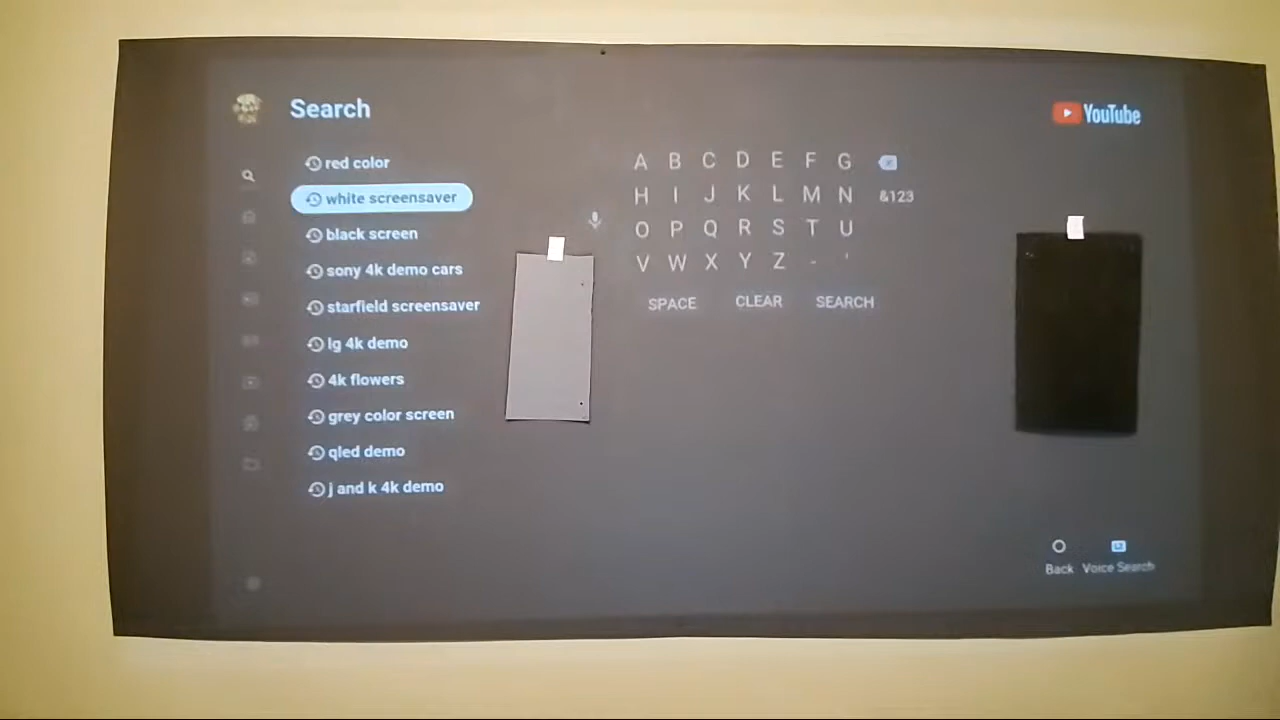 Search
YouTube
red color
white screensaver
black screen
sony 4k demo cars
starfield screensaver
lg 4k demo
4k flowers
grey color screen
qled demo
j and k 4k demo
A B C D E F G
H I J K L M N &123
O P Q R S T U
V W X Y Z - '
SPACE CLEAR SEARCH
Back Voice Search